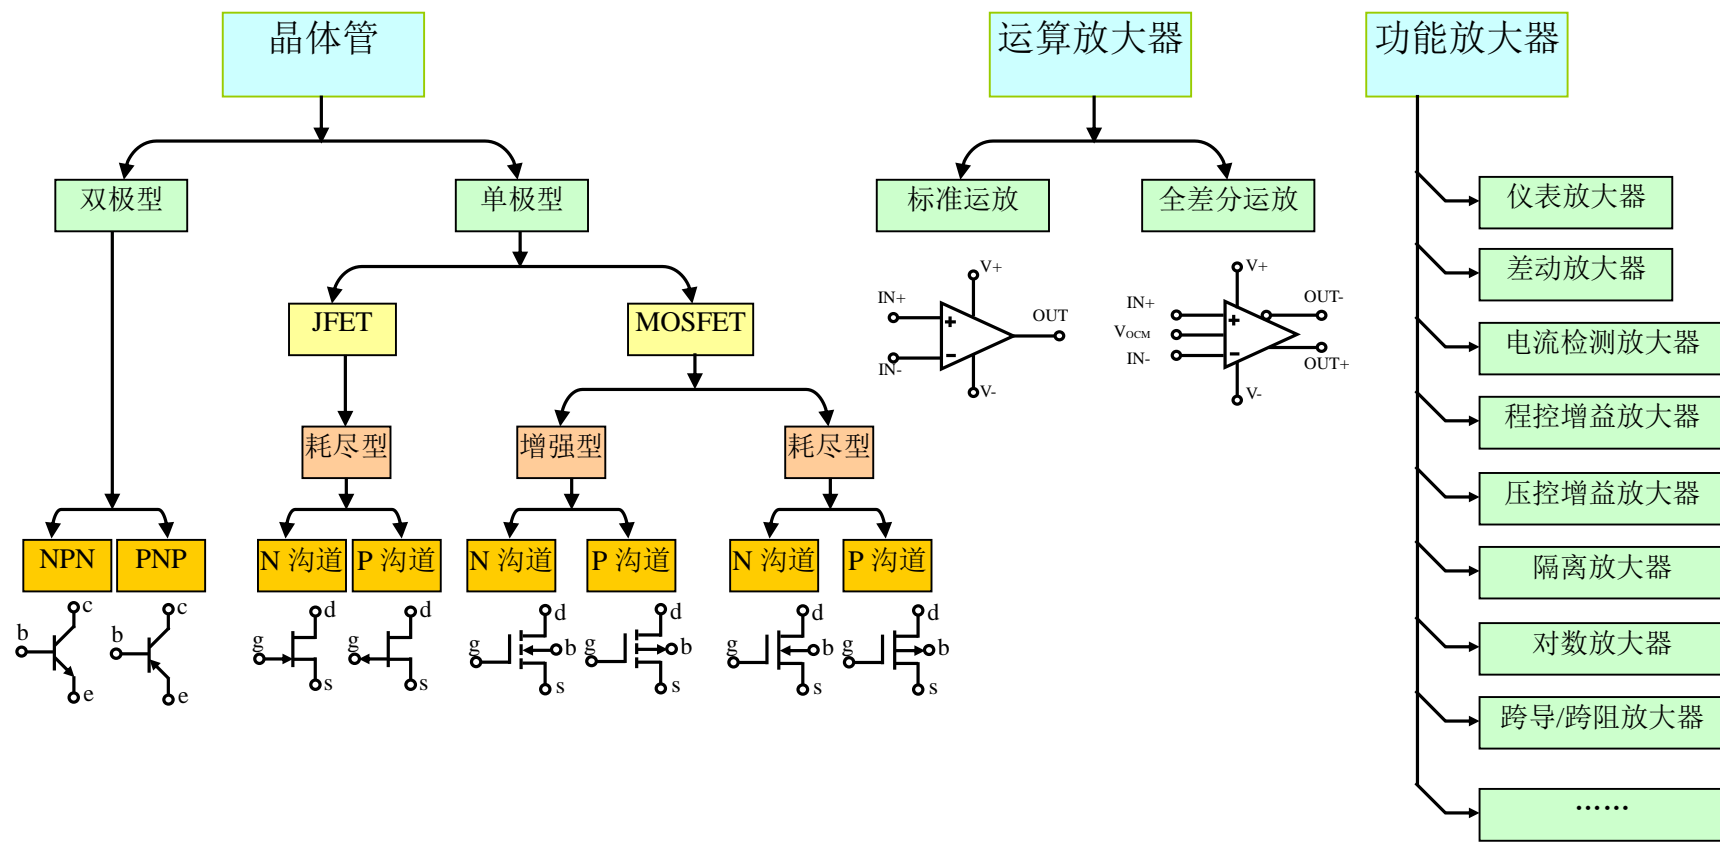 晶体管
运算放大器
功能放大器
双极型
单极型
标准运放
全差分运放
仪表放大器
差动放大器
电流检测放大器
程控增益放大器
压控增益放大器
隔离放大器
对数放大器
跨导/跨阻放大器
……
JFET
MOSFET
耗尽型
增强型
耗尽型
NPN
PNP
N 沟道
P 沟道
N 沟道
P 沟道
N 沟道
P 沟道
V+
IN+
OUT
IN-
V-
V+
IN+
OUT-
VOCM
IN-
OUT+
V-
c
b
e
c
b
e
d
g
s
d
g
s
d
g
b
s
d
g
b
s
d
g
b
s
d
g
b
s